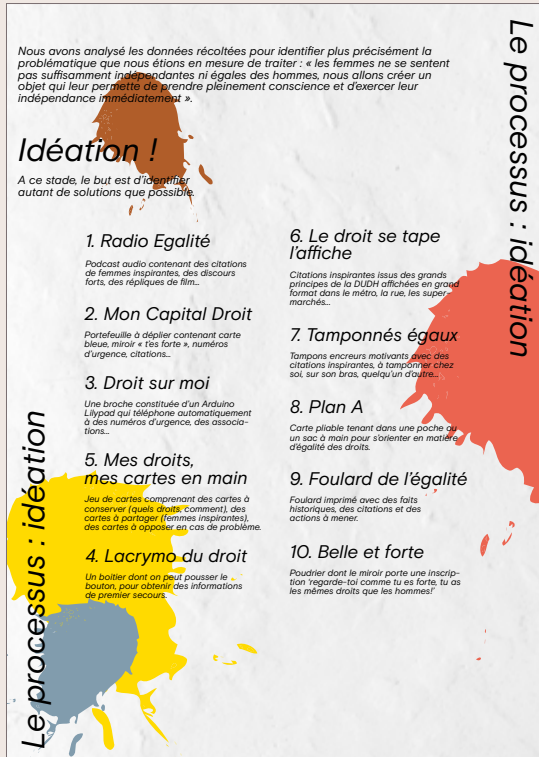 Nous avons analysé les données récoltées pour identifier plus précisément la
problématique que nous étions en mesure de traiter : « les femmes ne se sentent
pas suffisamment indépendantes ni égales des hommes, nous allons créer un
objet qui leur permette de prendre pleinement conscience et d'exercer leur
indépendance immédiatement ».
Idéation !
A ce stade, le but est d'identifier
autant de solutions que possible.
1. Radio Egalité
Podcast audio contenant des citations
de femmes inspirantes, des discours
forts, des répliques de film...
2. Mon Capital Droit
Portefeuille à déplier contenant carte
bleue, miroir « t'es forte », numéros
d'urgence, citations...
3. Droit sur moi
Une broche constituée d'un Arduino
Lilypad qui téléphone automatiquement
à des numéros d'urgence, des associa-
tions...
5. Mes droits,
mes cartes en main
Jeu de cartes comprenant des cartes à
conserver (quels droits, comment), des
cartes à partager (femmes inspirantes),
des cartes à opposer en cas de problème.
4. Lacrymo du droit
Un boitier dont on peut pousser le
bouton, pour obtenir des informations
de premier secours.
6. Le droit se tape
l'affiche
Citations inspirantes issus des grands
principes de la DUDH affichées en grand
format dans le métro, la rue, les super-
marchés...
7. Tamponnés égaux
Tampons encreurs motivants avec des
citations inspirantes, à tamponner chez
soi, sur son bras, quelqu'un d'autre...
8. Plan A
Carte pliable tenant dans une poche ou
un sac à main pour s'orienter en matière
d'égalité des droits.
9. Foulard de l'égalité
Foulard imprimé avec des faits
historiques, des citations et des
actions à mener.
10. Belle et forte
Poudrier dont le miroir porte une inscrip-
tion 'regarde-toi comme tu es forte, tu as
les mêmes droits que les hommes!'
Le processus : idéation
Le processus : idéation